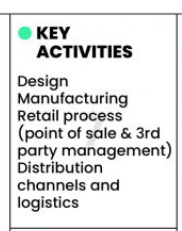 KEY
ACTIVITIES
Design
Manufacturing
Retail process
(point of sale & 3rd
party management)
Distribution
channels and
logistics